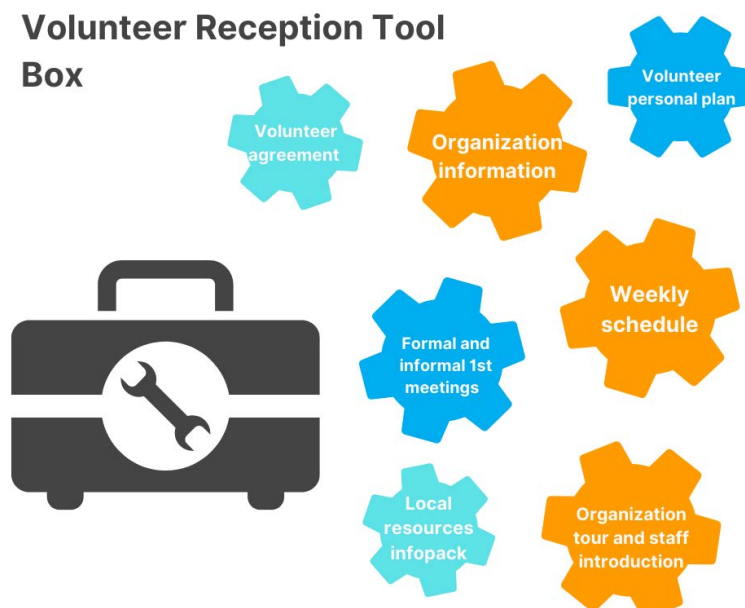 Volunteer Reception Tool
Box
Volunteer
agreement
Organization
information
Volunteer
personal plan
Formal and
informal 1st
meetings
Weekly
schedule
Local
resources
infopack
Organization
tour and staff
introduction